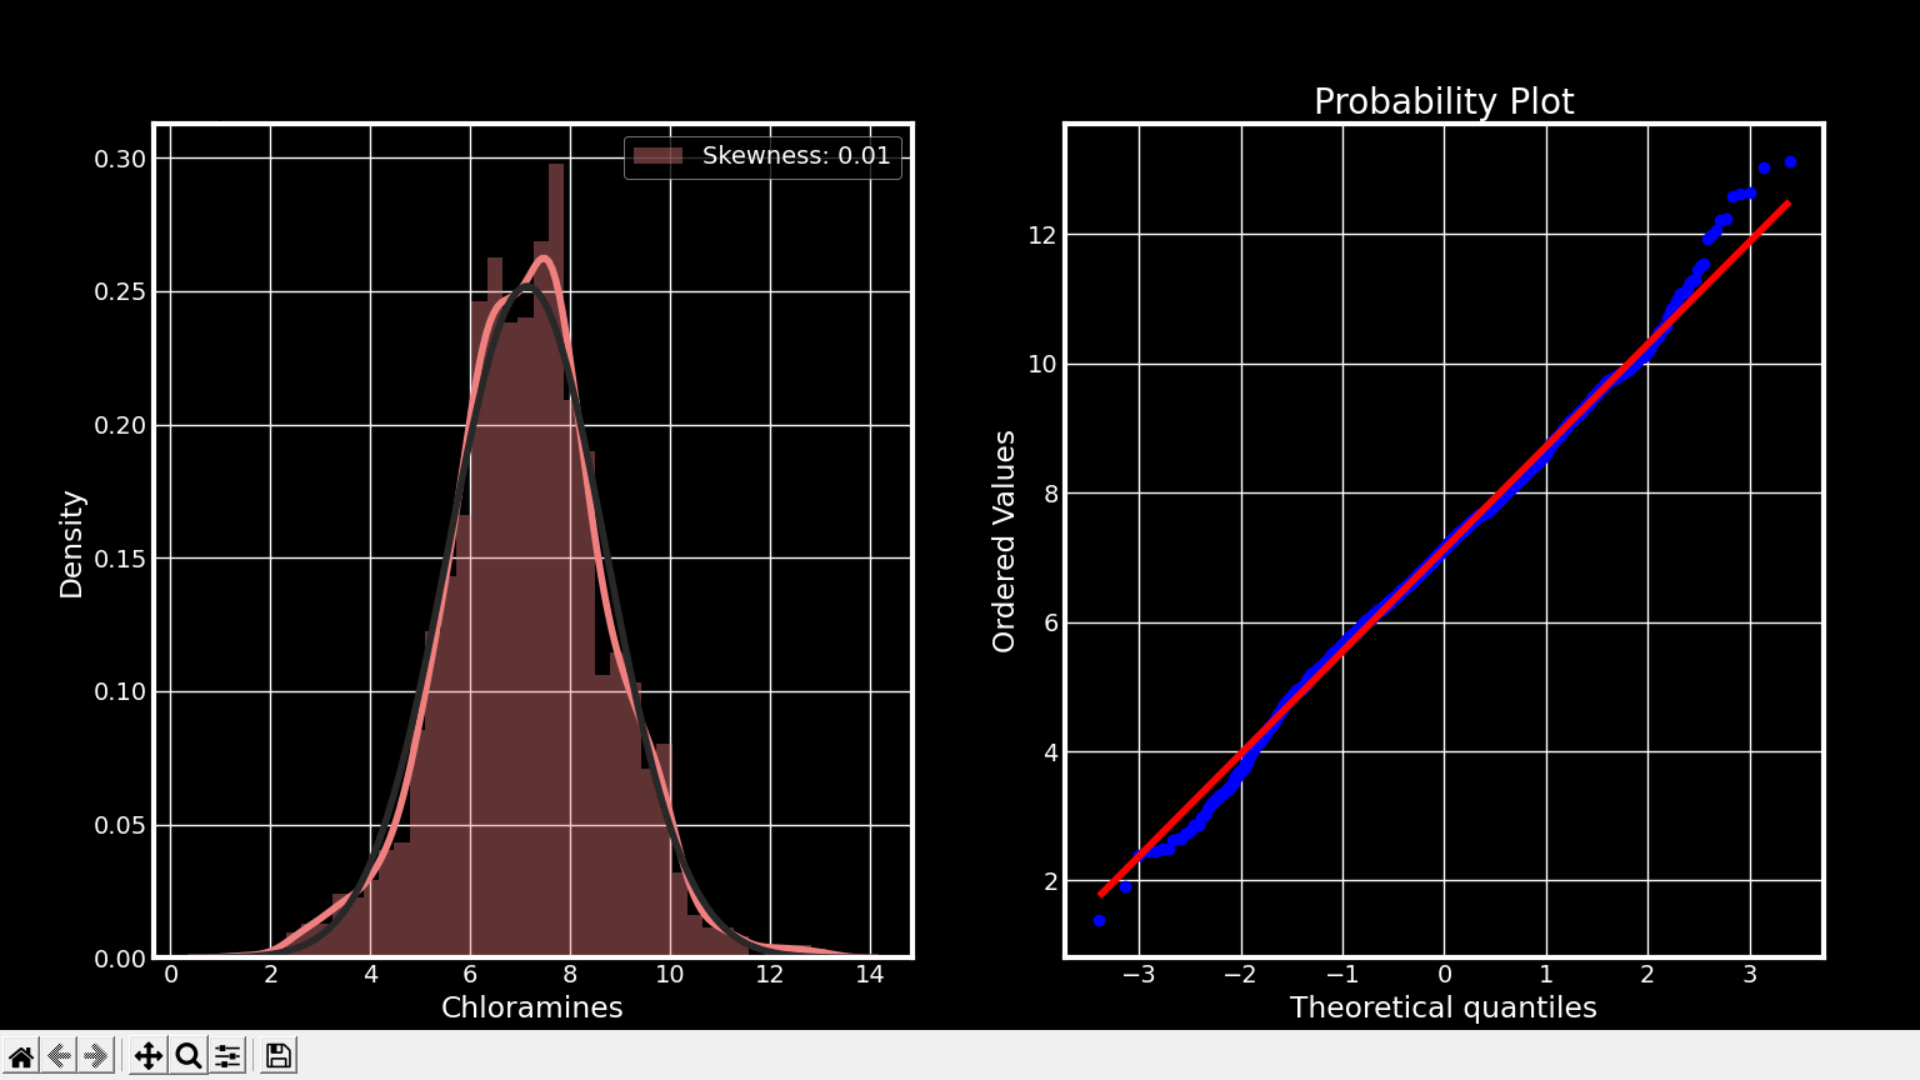 Skewness: 0.01
0.30
0.25
0.20
0.15
0.10
0.05
0.00
Density
0 2 4 6 8 10 12 14
Chloramines
Probability Plot
12
10
8
6
4
2
Ordered Values
−3 −2 −1 0 1 2 3
Theoretical quantiles